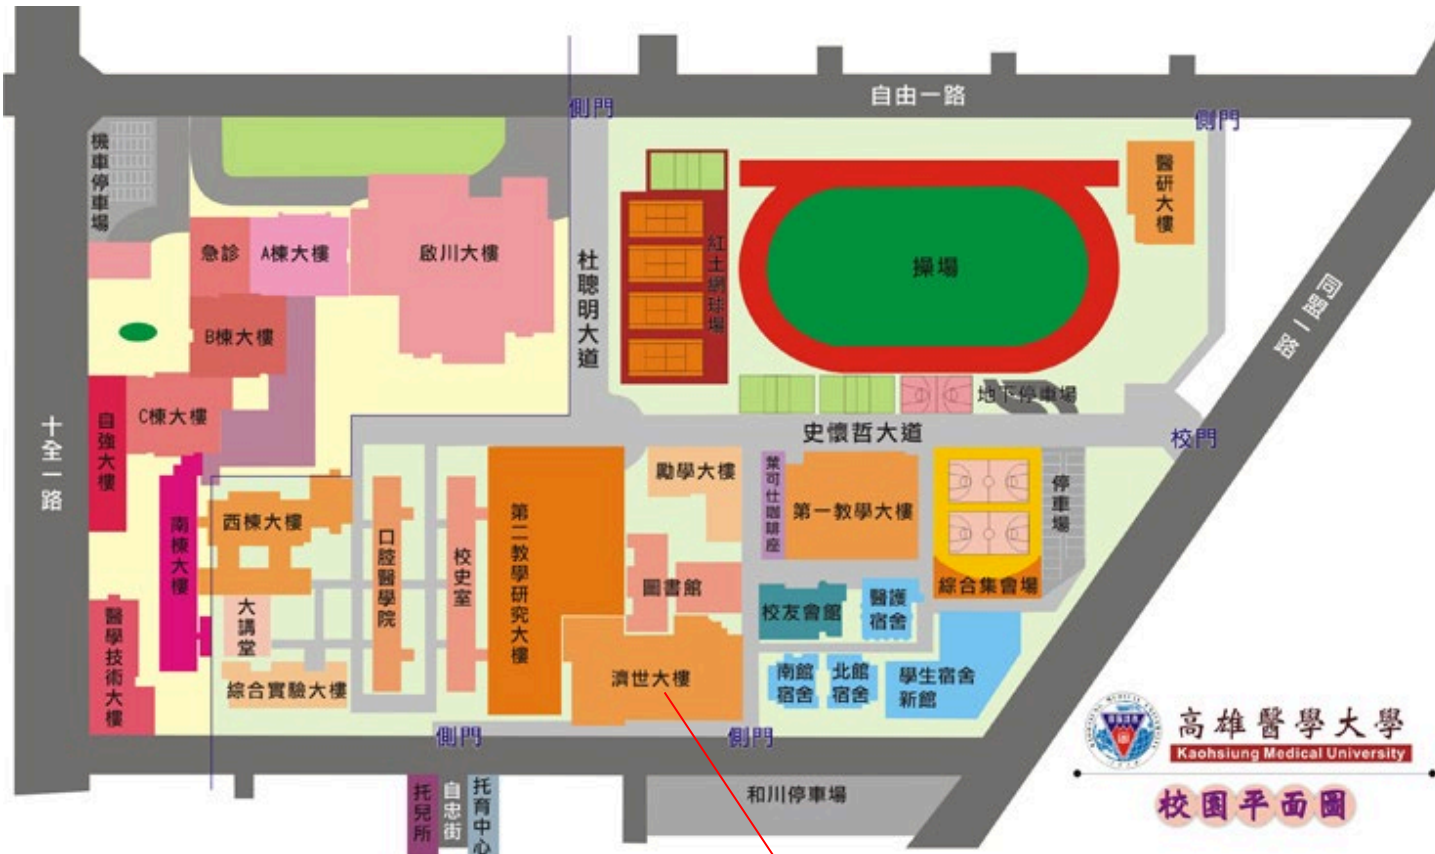 自由一路
側門
側門
機車停車場
醫研大樓
急診
A棟大樓
啟川大樓
杜聰明大道
紅土網球場
操場
同盟一路
B棟大樓
C棟大樓
自強大樓
十全一路
地下停車場
史懷哲大道
校門
南棟大樓
西棟大樓
口腔醫學院
校史室
第二教學研究大樓
勵學大樓
葉可仕咖啡座
第一教學大樓
停車場
綜合集會場
圖書館
校友會館
醫護
宿舍
大講堂
醫學技術大樓
綜合實驗大樓
濟世大樓
南館
宿舍
北館
宿舍
學生宿舍
新館
側門
側門
托兒所
自忠街
托育中心
和川停車場
高雄醫學大學
Kaohsiung Medical University
校園平面圖